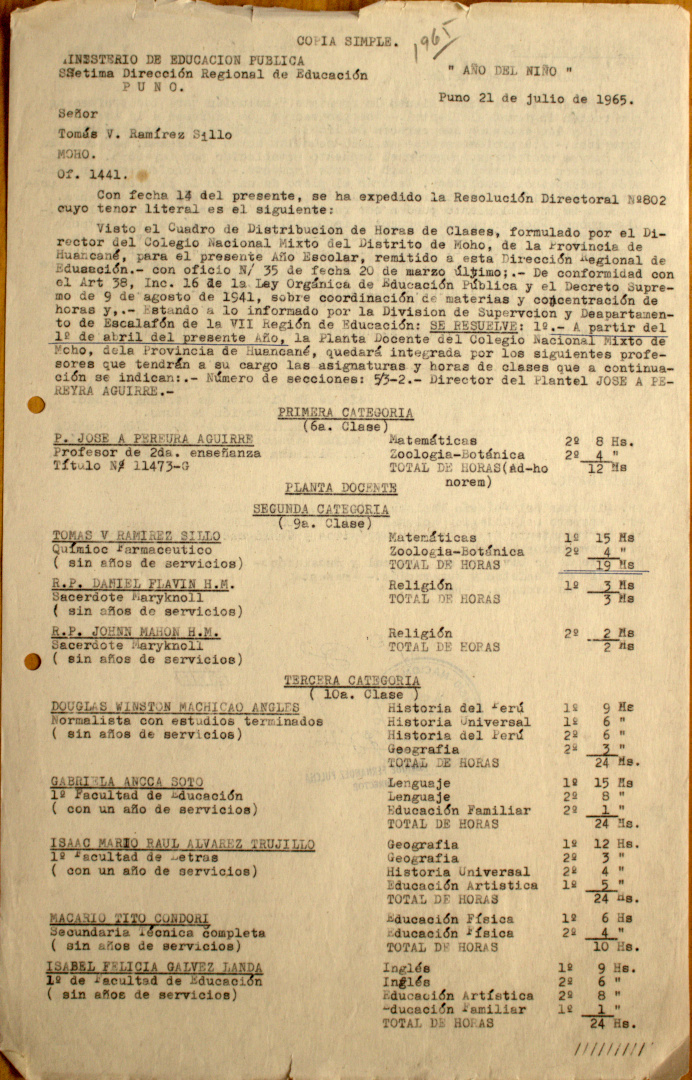 COPIA SIMPLE.
1965
MINISTERIO DE EDUCACION PUBLICA
SSetima Dirección Regional de Educación
P U N O.
" AÑO DEL NIÑO "
Puno 21 de julio de 1965.
Señor
Tomás V. Ramírez Sillo
MOHO.
Of. 1441.
Con fecha 14 del presente, se ha expedido la Resolución Directoral Nº802
cuyo tenor literal es el siguiente:
Visto el Cuadro de Distribucion de Horas de Clases, formulado por el Di-
rector del Colegio Nacional Mixto del Distrito de Moho, de la Provincia de
Huancané, para el presente Año Escolar, remitido a esta Dirección Regional de
Edusación.- con oficio N/ 35 de fecha 20 de marzo último;.- De conformidad con
el Art 38, Inc. 16 de la Ley Orgánica de Educación Pública y el Decreto Supre-
mo de 9 de agosto de 1941, sobre coordinación de materias y concentración de
horas y,.- Estando a lo informado por la Division de Supervcion y Deapartamen-
to de Escalafón de la VII Región de Educación: SE RESUELVE: 1º.- A partir del
1º de abril del presente Año, la Planta Docente del Colegio Nacional Mixto de
Moho, dela Provincia de Huancané, quedará integrada por los siguientes profe-
sores que tendrán a su cargo las asignaturas y horas de clases que a continua-
ción se indican:.- Número de secciones: 5/3-2.- Director del Plantel JOSE A PE-
REYRA AGUIRRE.-
PRIMERA CATEGORIA
(6a. Clase)
P. JOSE A PEREURA AGUIRRE Matemáticas 2º 8 Hs.
Profesor de 2da. enseñanza Zoologia-Botánica 2º 4 "
Título Nº 11473-G TOTAL DE HORAS(Ad-ho 12 Hs
norem)
PLANTA DOCENTE
SEGUNDA CATEGORIA
( 9a. Clase)
TOMAS V RAMIREZ SILLO Matemáticas 1º 15 Hs
Químioc Farmaceutico Zoologia-Botánica 2º 4 "
( sin años de servicios) TOTAL DE HORAS 19 Hs
R.P. DANIEL FLAVIN H.M. Religión 1º 3 Hs
Sacerdote Maryknoll TOTAL DE HORAS 3 Hs
( sin años de servicios)
R.P. JOHNN MAHON H.M. Religión 2º 2 Hs
Sacerdote Maryknoll TOTAL DE HORAS 2 Hs
( sin años de servicios)
TERCERA CATEGORIA
( 10a. Clase )
DOUGLAS WINSTON MACHICAO ANGLES Historia del Perú 1º 9 Hs
Normalista con estudios terminados Historia Universal 1º 6 "
( sin años de servicios) Historia del Perú 2º 6 "
Geografia 2º 3 "
TOTAL DE HORAS 24 Hs.
GABRIELA ANCCA SOTO Lenguaje 1º 15 Hs
1º Facultad de Educación Lenguaje 2º 8 "
( con un año de servicios) Educación Familiar 2º 1 "
TOTAL DE HORAS 24 Hs.
ISAAC MARIO RAUL ALVAREZ TRUJILLO Geografia 1º 12 Hs.
1º Facultad de Letras Geografia 2º 3 "
( con un año de servicios) Historia Universal 2º 4 "
Educación Artistica 1º 5 "
TOTAL DE HORAS 24 Hs.
MACARIO TITO CONDORI Educación Física 1º 6 Hs
Secundaria Técnica completa Educación Física 2º 4 "
( sin años de servicios) TOTAL DE HORAS 10 Hs.
ISABEL FELICIA GALVEZ LANDA Inglés 1º 9 Hs.
1º de Facultad de Educación Inglés 2º 6 "
( sin años de servicios) Educación Artística 2º 8 "
Educación Familiar 1º 1 "
TOTAL DE HORAS 24 Hs.
/////////